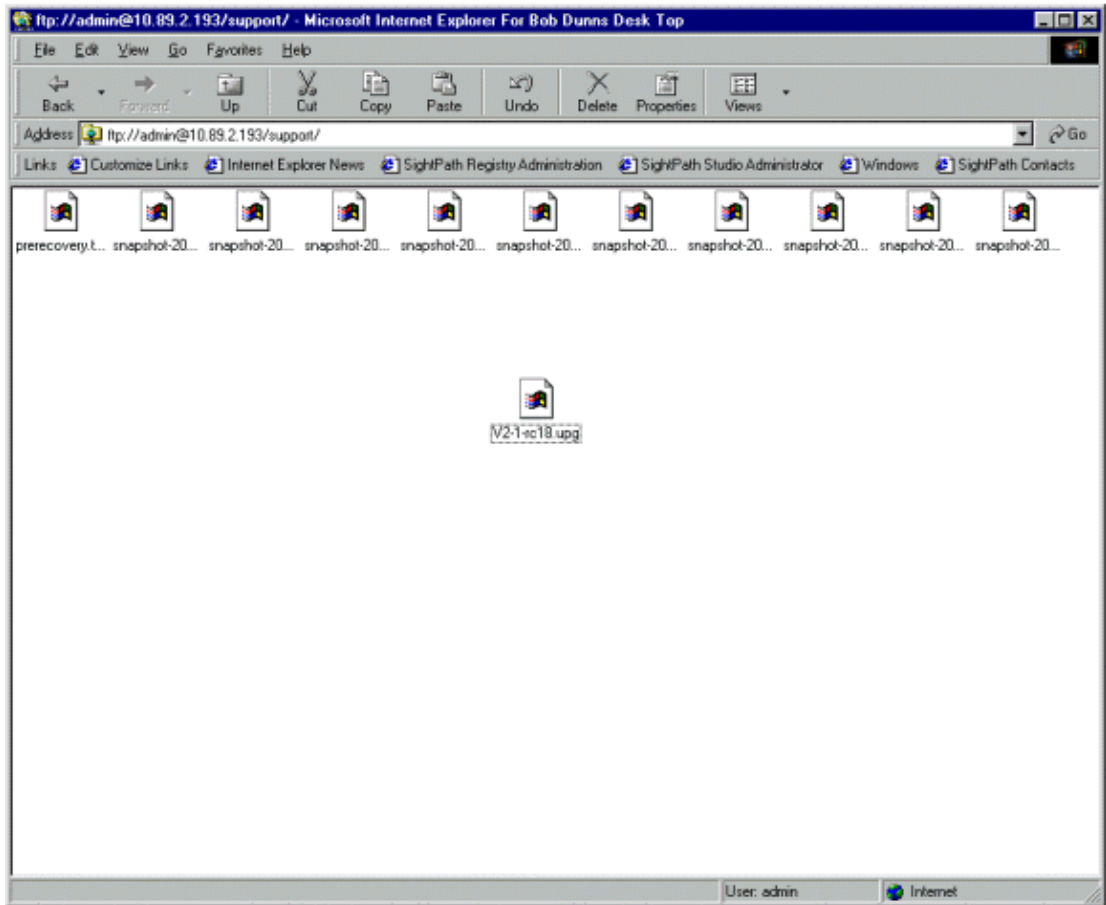 ftp://admin@10.89.2.193/support/ - Microsoft Internet Explorer For Bob Dunns Desk Top
File Edit View Go Favorites Help
Back Forward Up Cut Copy Paste Undo Delete Properties Views
Address ftp://admin@10.89.2.193/support/ Go
Links Customize Links Internet Explorer News SightPath Registry Administration SightPath Studio Administrator Windows SightPath Contacts
prerecovery.t... snapshot-20... snapshot-20... snapshot-20... snapshot-20... snapshot-20... snapshot-20... snapshot-20... snapshot-20... snapshot-20... snapshot-20...
V2-1-rc18.upg
User: admin Internet